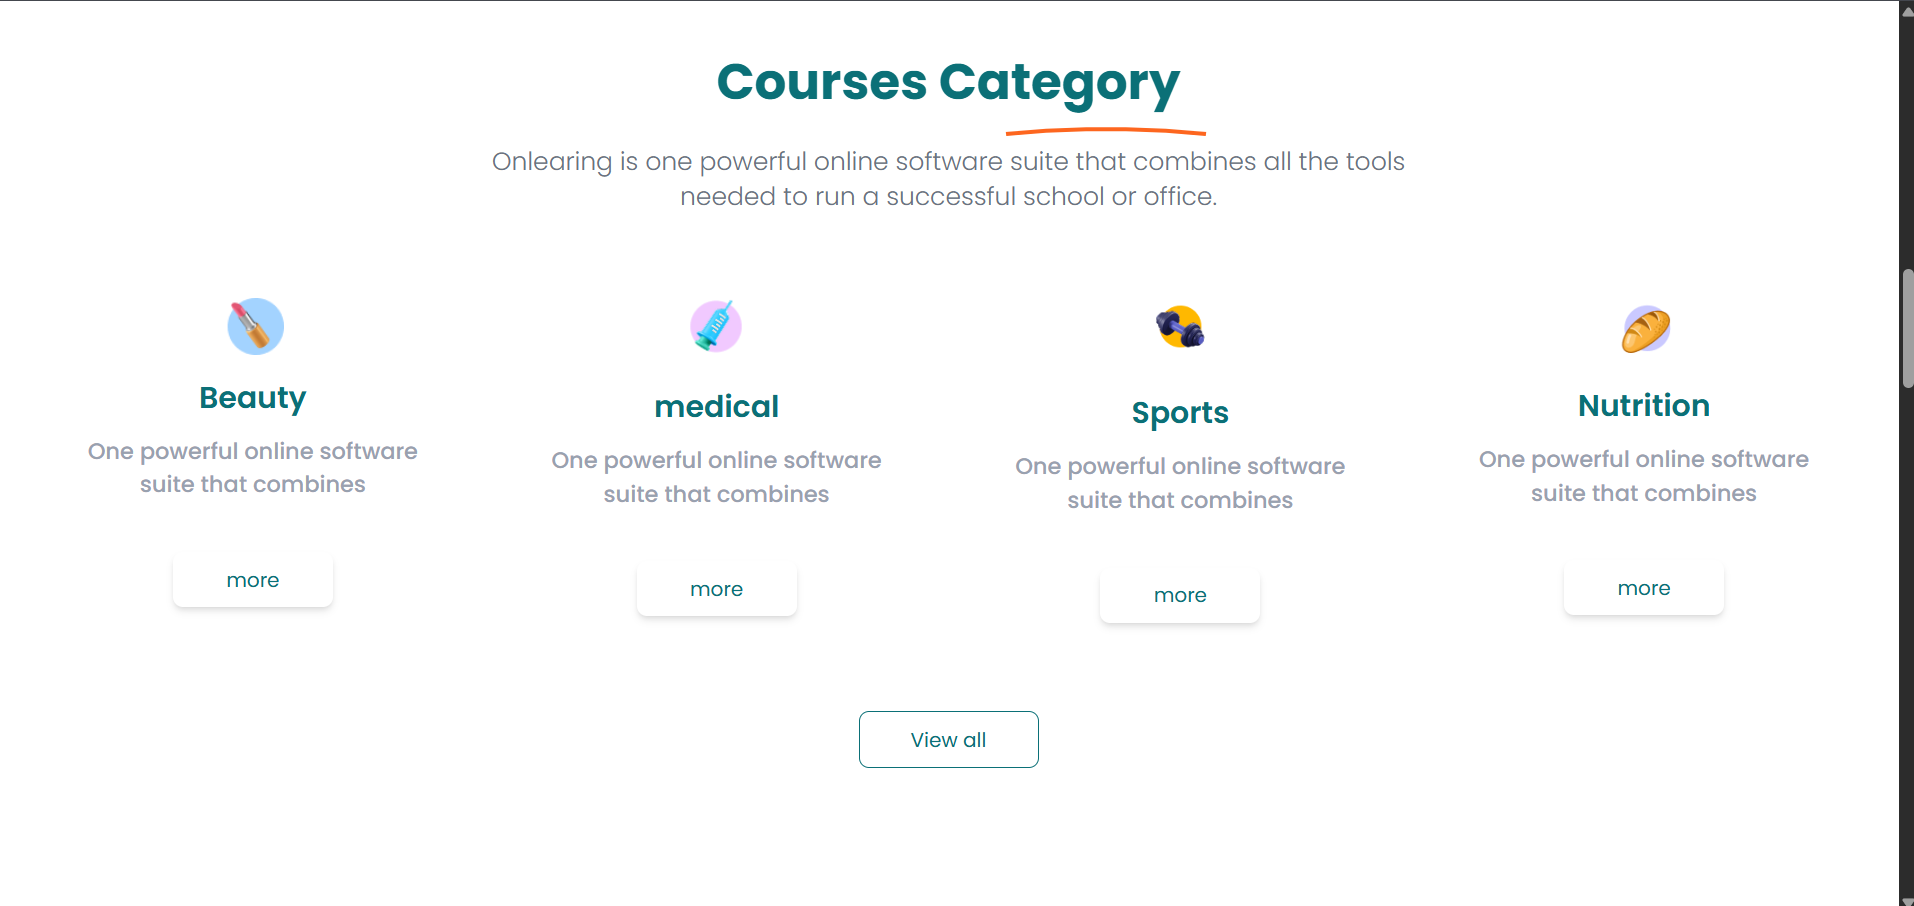 Courses Category
Onlearing is one powerful online software suite that combines all the tools
needed to run a successful school or office.
Beauty
One powerful online software
suite that combines
more
medical
One powerful online software
suite that combines
more
Sports
One powerful online software
suite that combines
more
Nutrition
One powerful online software
suite that combines
more
View all